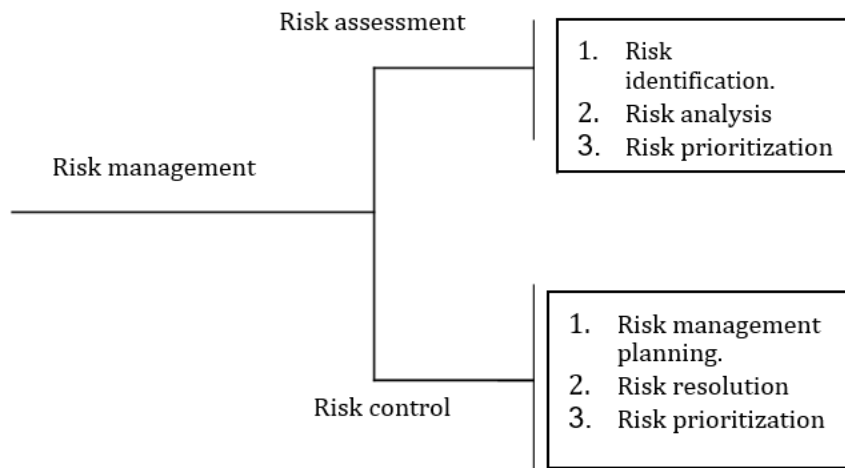 Risk assessment
1. Risk
identification.
2. Risk analysis
3. Risk prioritization
Risk management
1. Risk management
planning.
2. Risk resolution
3. Risk prioritization
Risk control